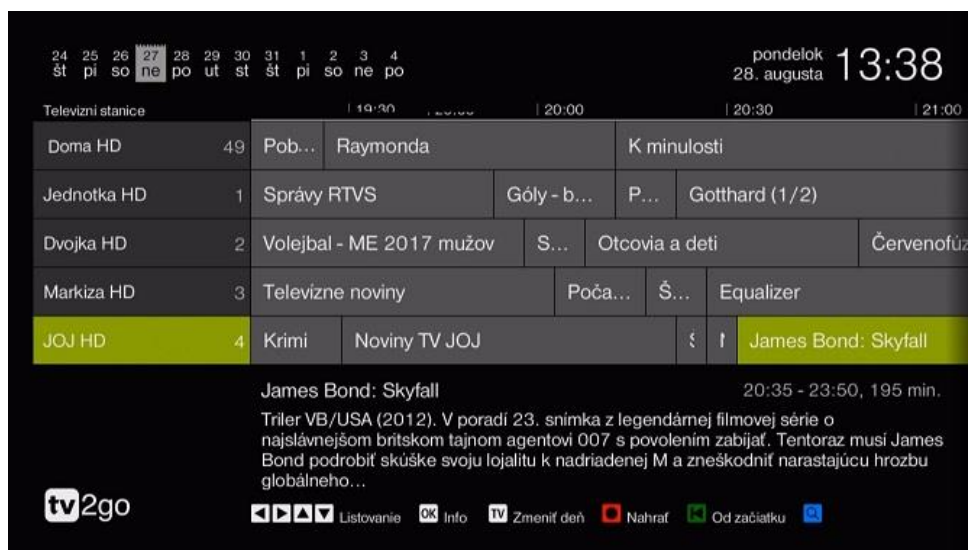 24 25 26 27 28 29 30 31 1 2 3 4
št pi so ne po ut st št pi so ne po
pondelok
28. augusta
13:38
Televizni stanice
19:30 20:00 20:30 21:00
Doma HD 49 Pob... Raymonda K minulosti
Jednotka HD 1 Správy RTVS Góly - b... P... Gotthard (1/2)
Dvojka HD 2 Volejbal - ME 2017 mužov S... Otcovia a deti Červenofúz
Markiza HD 3 Televízne noviny Poča... Š... Equalizer
JOJ HD 4 Krimi Noviny TV JOJ James Bond: Skyfall
James Bond: Skyfall 20:35 - 23:50, 195 min.
Triler VB/USA (2012). V poradí 23. snímka z legendárnej filmovej série o
najslávnejšom britskom tajnom agentovi 007 s povolením zabíjať. Tentoraz musí James
Bond podrobiť skúške svoju lojalitu k nadriadenej M a zneškodniť narastajúcu hrozbu
globálneho...
tv2go
Listovanie OK Info TV Zmeniť deň Nahrať Od začiatku